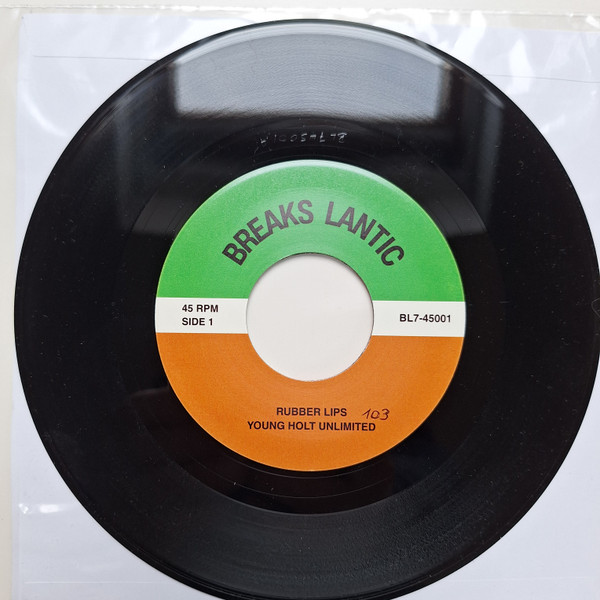 BREAKS LANTIC
45 RPM
SIDE 1
BL7-45001
RUBBER LIPS 103
YOUNG HOLT UNLIMITED